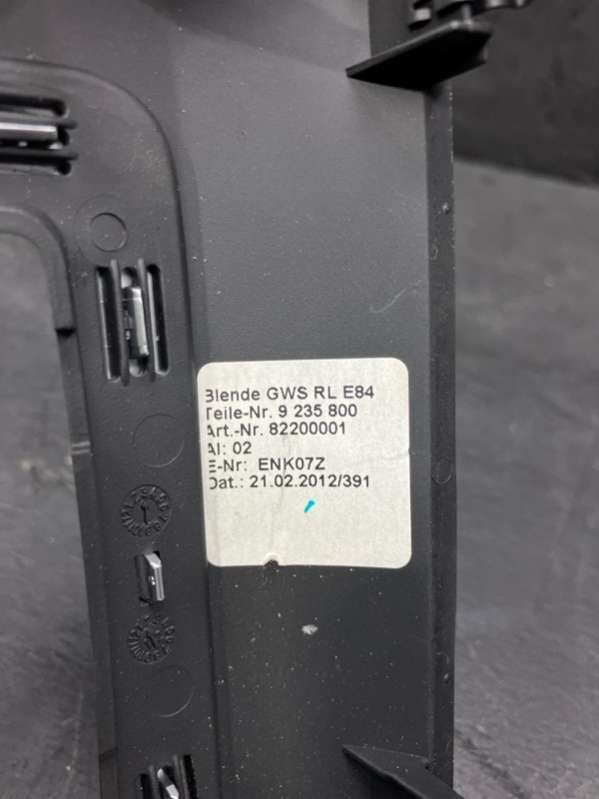 Blende GWS RL E84
Teile-Nr. 9 235 800
Art.-Nr. 82200001
AI: 02
E-Nr: ENK07Z
Dat.: 21.02.2012/391